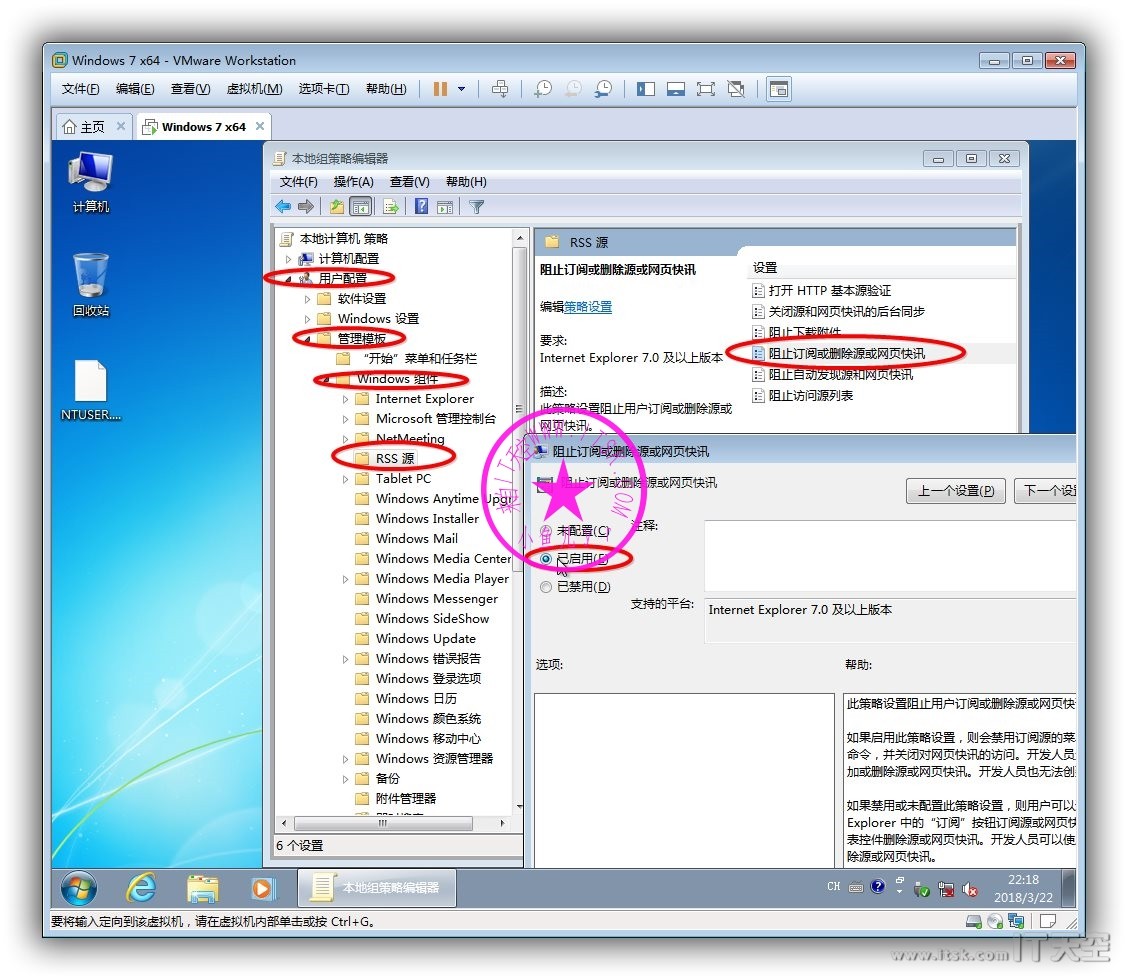 Windows 7 x64 - VMware Workstation
文件(F) 编辑(E) 查看(V) 虚拟机(M) 选项卡(T) 帮助(H)
主页
Windows 7 x64
计算机
回收站
NTUSER....
本地组策略编辑器
文件(F) 操作(A) 查看(V) 帮助(H)
本地计算机 策略
计算机配置
用户配置
软件设置
Windows 设置
管理模板
“开始”菜单和任务栏
Windows 组件
Internet Explorer
Microsoft 管理控制台
NetMeeting
RSS 源
Tablet PC
Windows Anytime Upgr
Windows Installer
Windows Mail
Windows Media Center
Windows Media Player
Windows Messenger
Windows SideShow
Windows Update
Windows 错误报告
Windows 登录选项
Windows 日历
Windows 颜色系统
Windows 移动中心
Windows 资源管理器
备份
附件管理器
6 个设置
RSS 源
阻止订阅或删除源或网页快讯
编辑策略设置
要求:
Internet Explorer 7.0 及以上版本
描述:
此策略设置阻止用户订阅或删除源或
网页快讯。
设置
打开 HTTP 基本源验证
关闭源和网页快讯的后台同步
阻止下载附件
阻止订阅或删除源或网页快讯
阻止自动发现源和网页快讯
阻止访问源列表
阻止订阅或删除源或网页快讯
阻止订阅或删除源或网页快讯
上一个设置(P)
下一个设
未配置(C)
注释:
已启用(E)
已禁用(D)
支持的平台:
Internet Explorer 7.0 及以上版本
选项:
帮助:
此策略设置阻止用户订阅或删除源或网页快
如果启用此策略设置，则会禁用订阅源的菜
命令，并关闭对网页快讯的访问。开发人员
加或删除源或网页快讯。开发人员也无法创
如果禁用或未配置此策略设置，则用户可以
Explorer 中的“订阅”按钮订阅源或网页快
表控件删除源或网页快讯。开发人员可以使
除源或网页快讯。
本地组策略编辑器
CH
22:18
2018/3/22
要将输入定向到该虚拟机，请在虚拟机内部单击或按 Ctrl+G。
www.itsk.com
IT天空